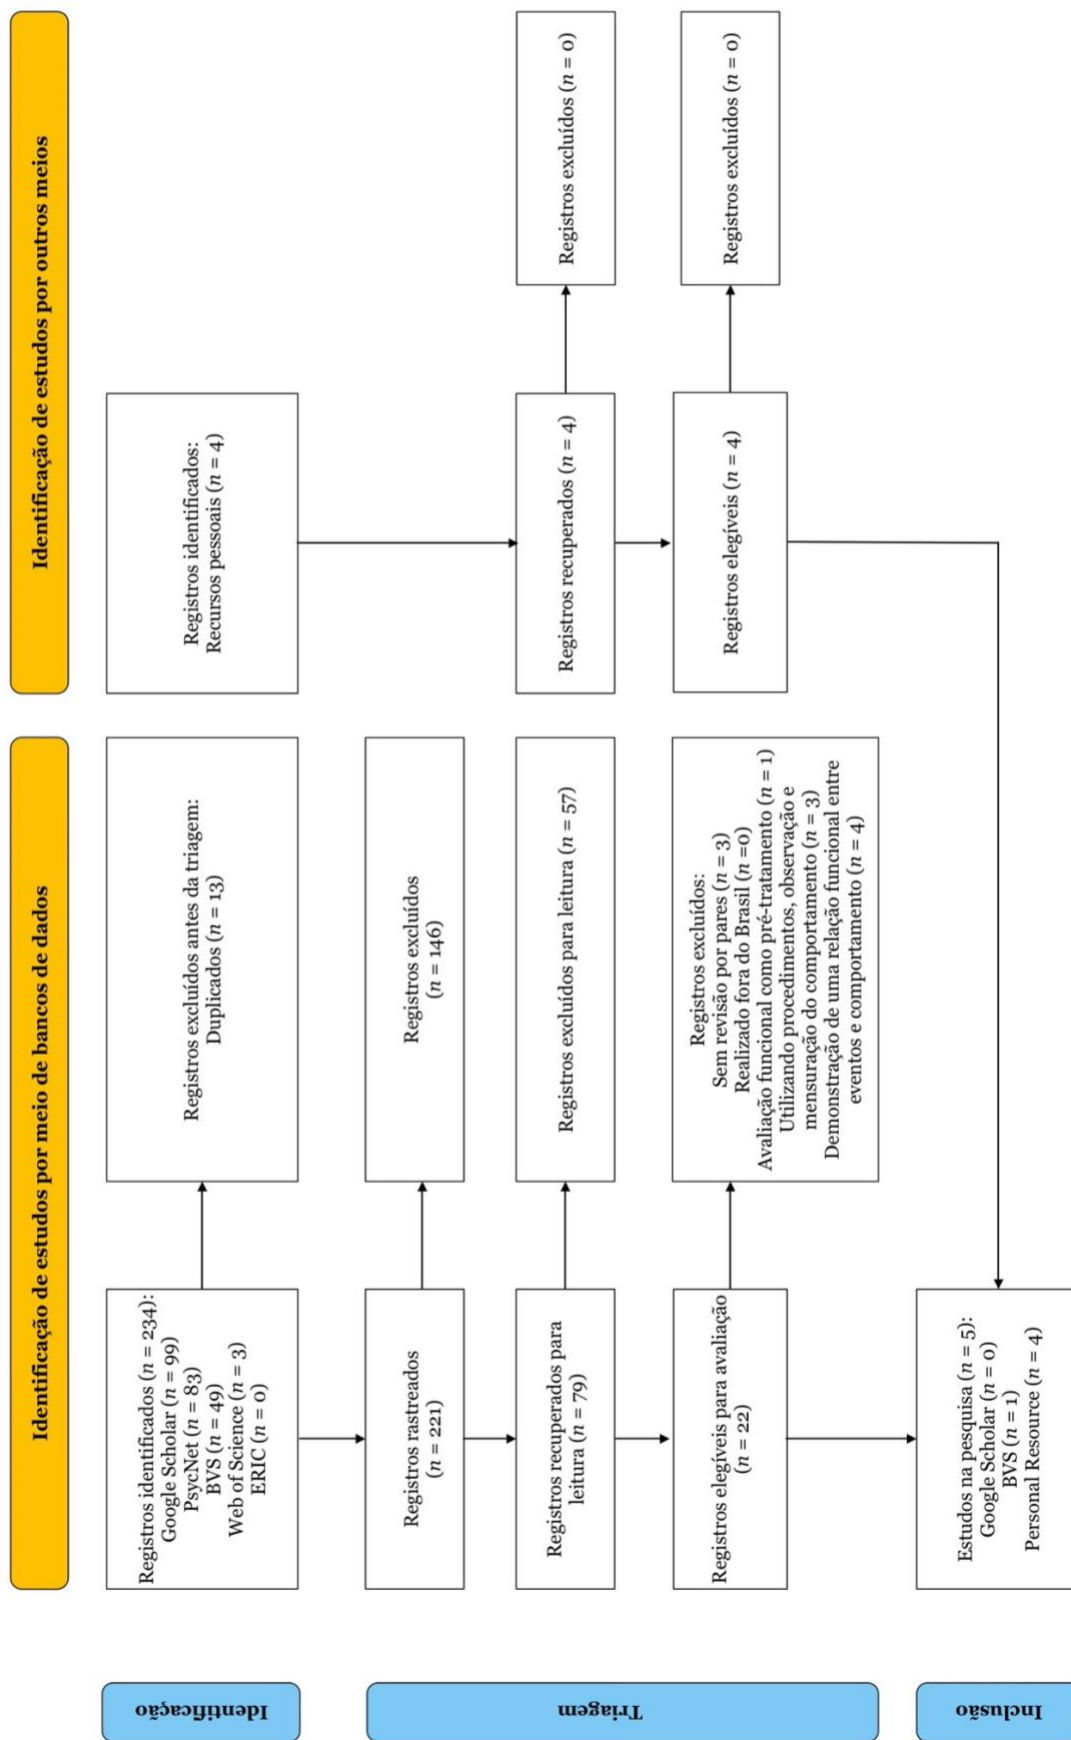 Identificação de estudos por meio de bancos de dados
Identificação de estudos por outros meios
Identificação
Registros identificados (n = 234):
Google Scholar (n = 99)
PsycNet (n = 83)
BVS (n = 49)
Web of Science (n = 3)
ERIC (n = 0)
Registros excluídos antes da triagem:
Duplicados (n = 13)
Registros identificados:
Recursos pessoais (n = 4)
Triagem
Registros rastreados
(n = 221)
Registros excluídos
(n = 146)
Registros recuperados para
leitura (n = 79)
Registros excluídos para leitura (n = 57)
Registros recuperados (n = 4)
Registros excluídos (n = 0)
Registros elegíveis para avaliação
(n = 22)
Registros excluídos:
Sem revisão por pares (n = 3)
Realizado fora do Brasil (n =0)
Avaliação funcional como pré-tratamento (n = 1)
Utilizando procedimentos, observação e
mensuração do comportamento (n = 3)
Demonstração de uma relação funcional entre
eventos e comportamento (n = 4)
Registros elegíveis (n = 4)
Registros excluídos (n = 0)
Inclusão
Estudos na pesquisa (n = 5):
Google Scholar (n = 0)
BVS (n = 1)
Personal Resource (n = 4)